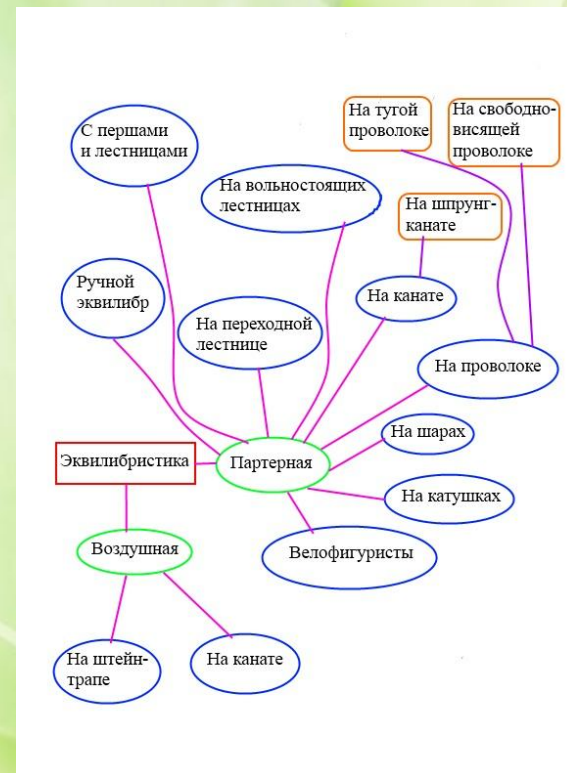 На тугой
проволоке
На свободно-
висящей
проволоке
С першами
и лестницами
На вольностоящих
лестницах
На шпрунг-
канате
Ручной
эквилибр
На переходной
лестнице
На канате
На проволоке
На шарах
Эквилибристика
Партерная
На катушках
Воздушная
Велофигуристы
На штейн-
трапе
На канате